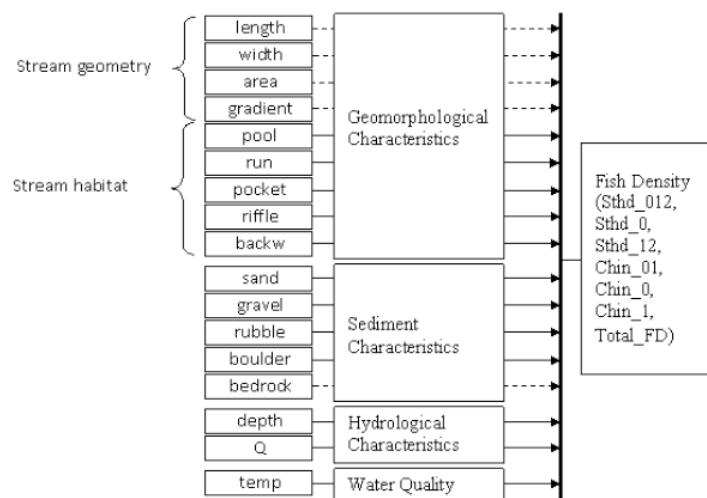 Stream geometry
length
width
area
gradient
Stream habitat
pool
run
pocket
riffle
backw
Geomorphological
Characteristics
sand
gravel
rubble
boulder
bedrock
Sediment
Characteristics
depth
Q
Hydrological
Characteristics
temp
Water Quality
Fish Density
(Sthd_012,
Sthd_0,
Sthd_12,
Chin_01,
Chin_0,
Chin_1,
Total_FD)